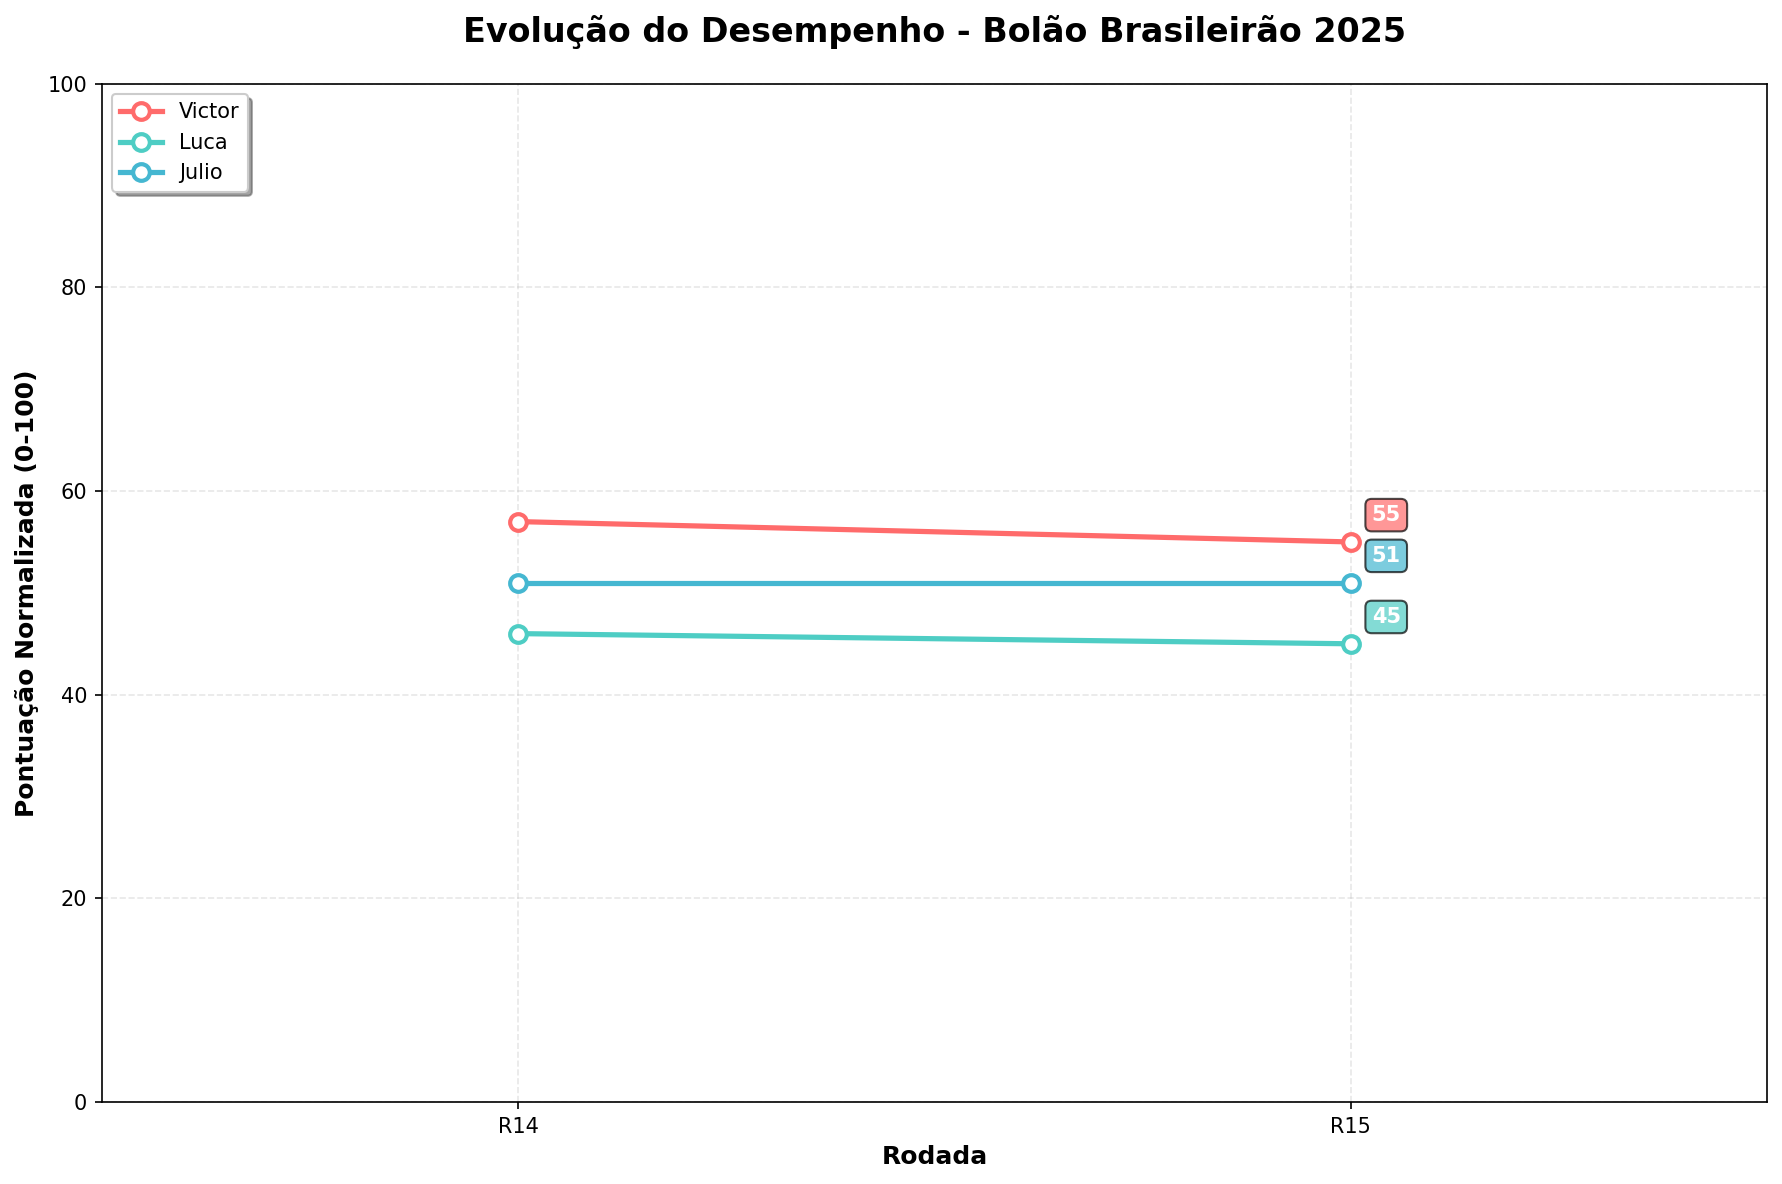 Evolução do Desempenho - Bolão Brasileirão 2025
Pontuação Normalizada (0-100)
100
80
60
40
20
0
Victor
Luca
Julio
55
51
45
R14
R15
Rodada